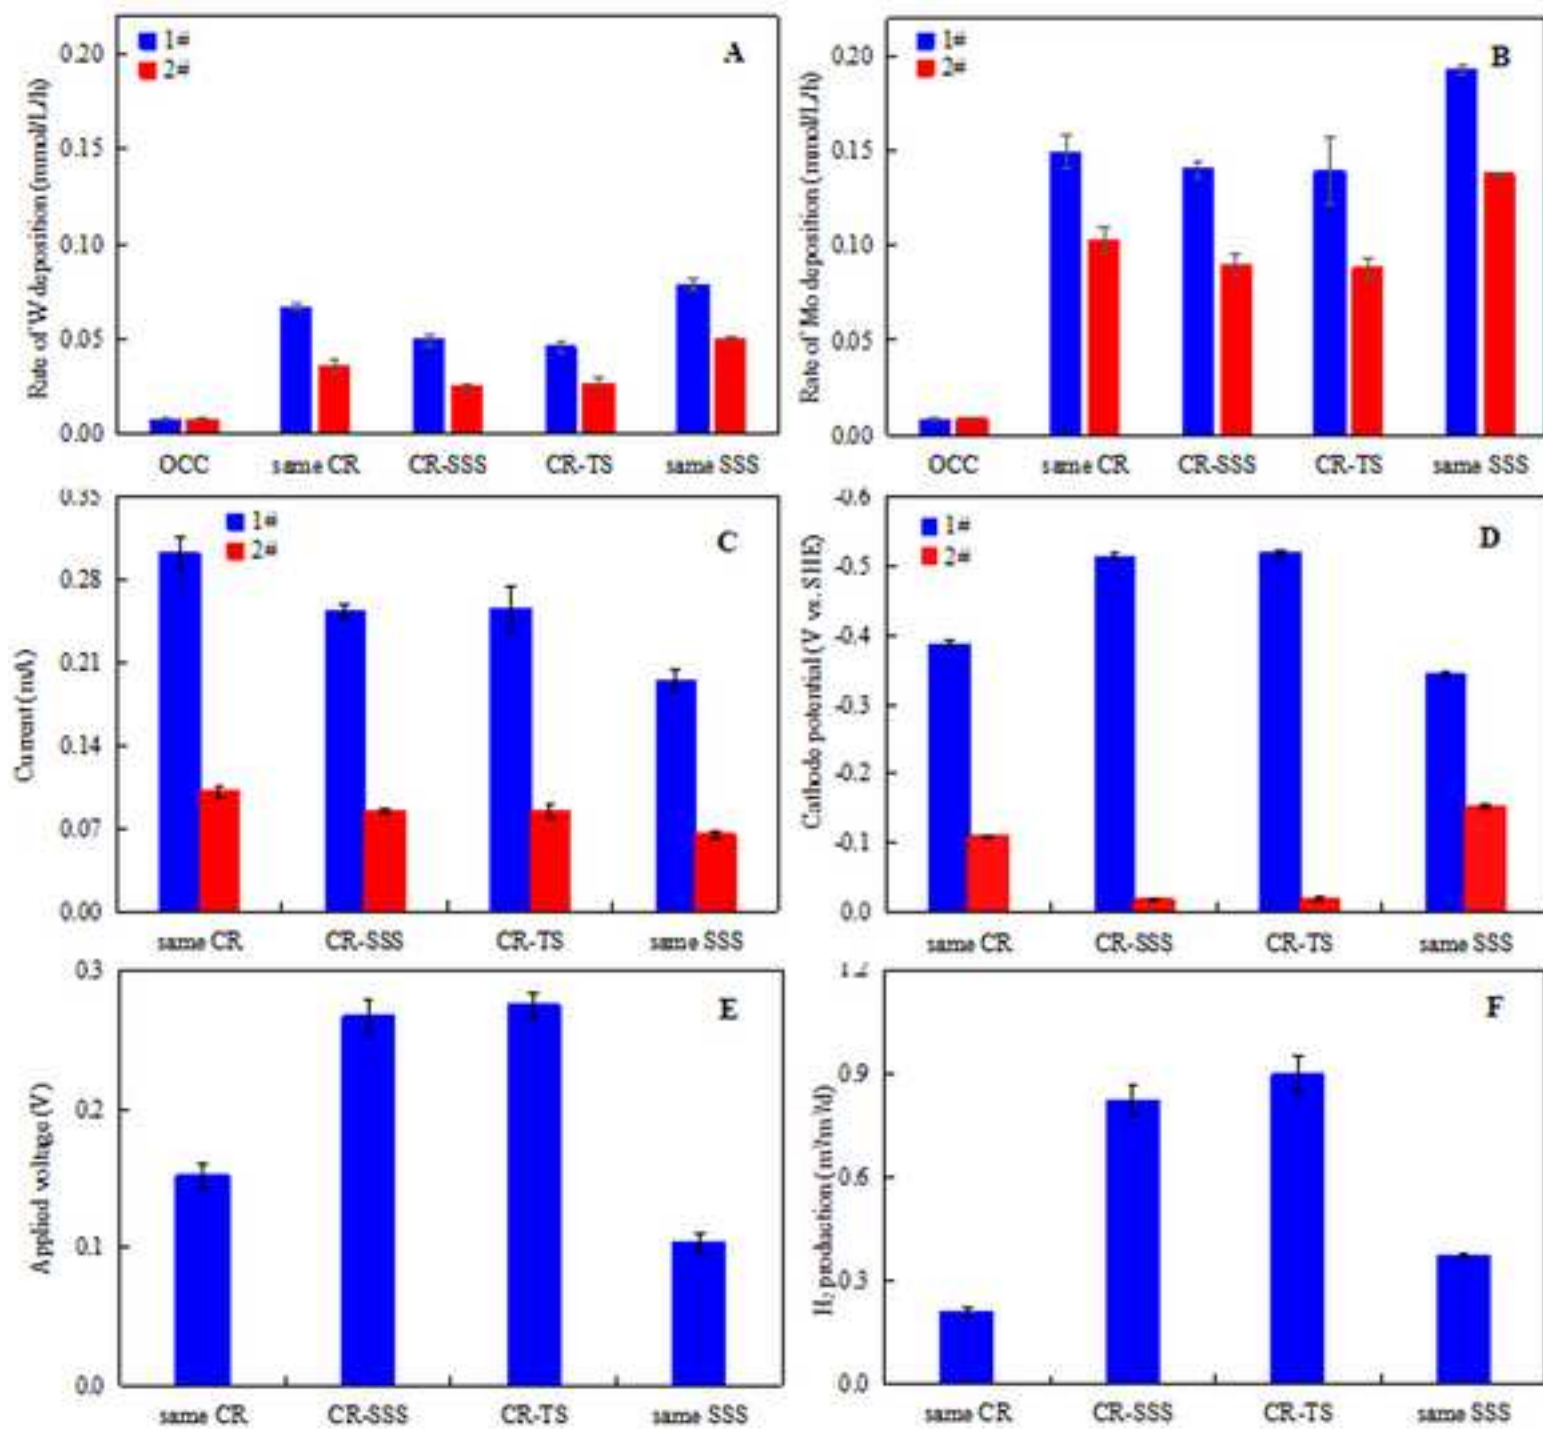 Rate of W deposition (mmol/L/h)
0.20
0.15
0.10
0.05
0.00
1#
2#
A
OCC same CR CR-SSS CR-TS same SSS
Rate of Mo deposition (mmol/L/h)
0.20
0.15
0.10
0.05
0.00
1#
2#
B
OCC same CR CR-SSS CR-TS same SSS
Current (mA)
0.35
0.28
0.21
0.14
0.07
0.00
1#
2#
C
same CR CR-SSS CR-TS same SSS
Cathode potential (V vs. SHE)
-0.6
-0.5
-0.4
-0.3
-0.2
-0.1
0.0
1#
2#
D
same CR CR-SSS CR-TS same SSS
Applied voltage (V)
0.3
0.2
0.1
0.0
E
same CR CR-SSS CR-TS same SSS
H₂ production (m³/m³/d)
1.2
0.9
0.6
0.3
0.0
F
same CR CR-SSS CR-TS same SSS